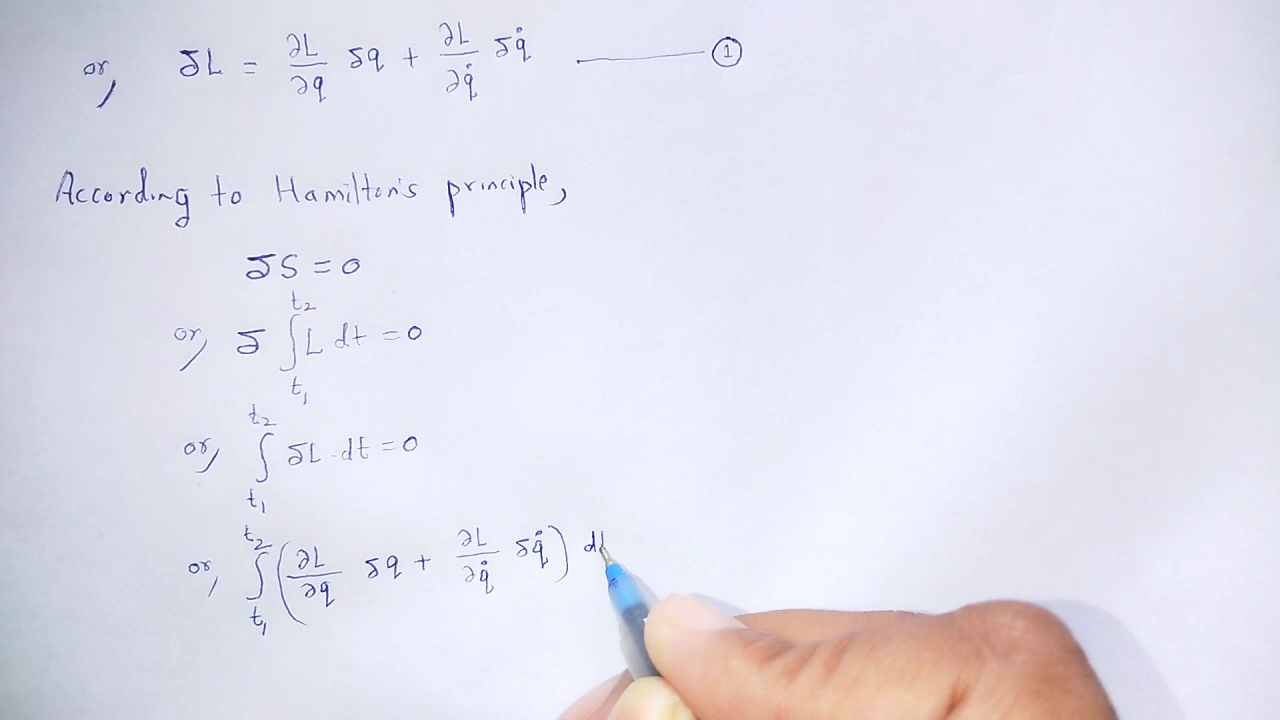 or, δL = ∂L/∂q δq + ∂L/∂q̇ δq̇ ——— ①
According to Hamilton's principle,
δS = 0
or, δ ∫_{t₁}^{t₂} L dt = 0
or, ∫_{t₁}^{t₂} δL · dt = 0
or, ∫_{t₁}^{t₂} (∂L/∂q δq + ∂L/∂q̇ δq̇) d